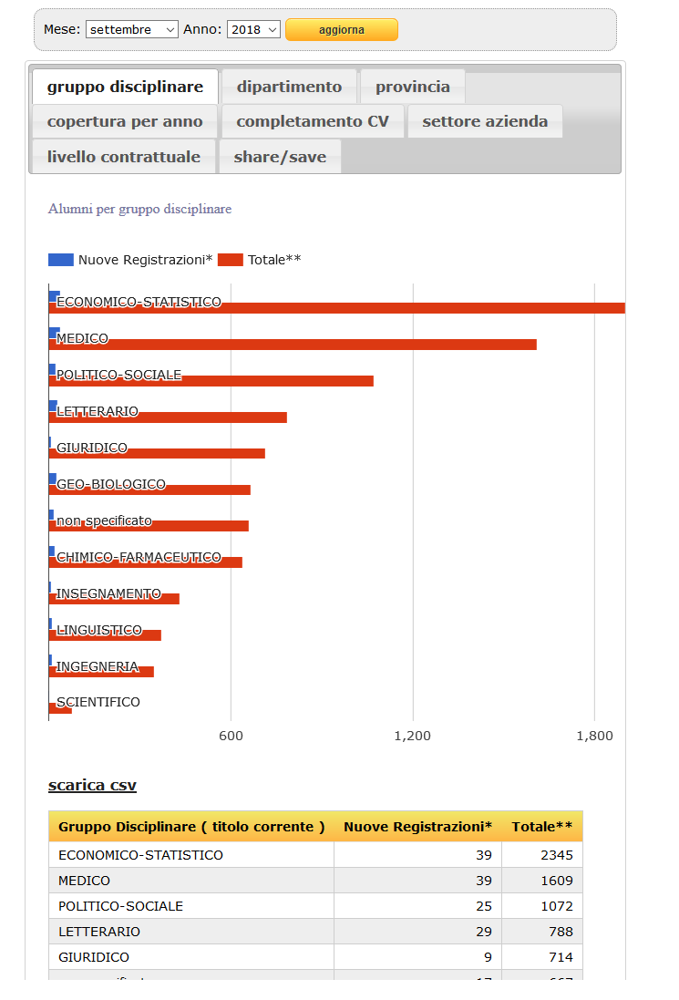 Mese: settembre Anno: 2018 aggiorna
gruppo disciplinare dipartimento provincia
copertura per anno completamento CV settore azienda
livello contrattuale share/save
Alumni per gruppo disciplinare
Nuove Registrazioni* Totale**
ECONOMICO-STATISTICO
MEDICO
POLITICO-SOCIALE
LETTERARIO
GIURIDICO
GEO-BIOLOGICO
non specificato
CHIMICO-FARMACEUTICO
INSEGNAMENTO
LINGUISTICO
INGEGNERIA
SCIENTIFICO
600 1,200 1,800
scarica csv
Gruppo Disciplinare ( titolo corrente ) Nuove Registrazioni* Totale**
ECONOMICO-STATISTICO 39 2345
MEDICO 39 1609
POLITICO-SOCIALE 25 1072
LETTERARIO 29 788
GIURIDICO 9 714